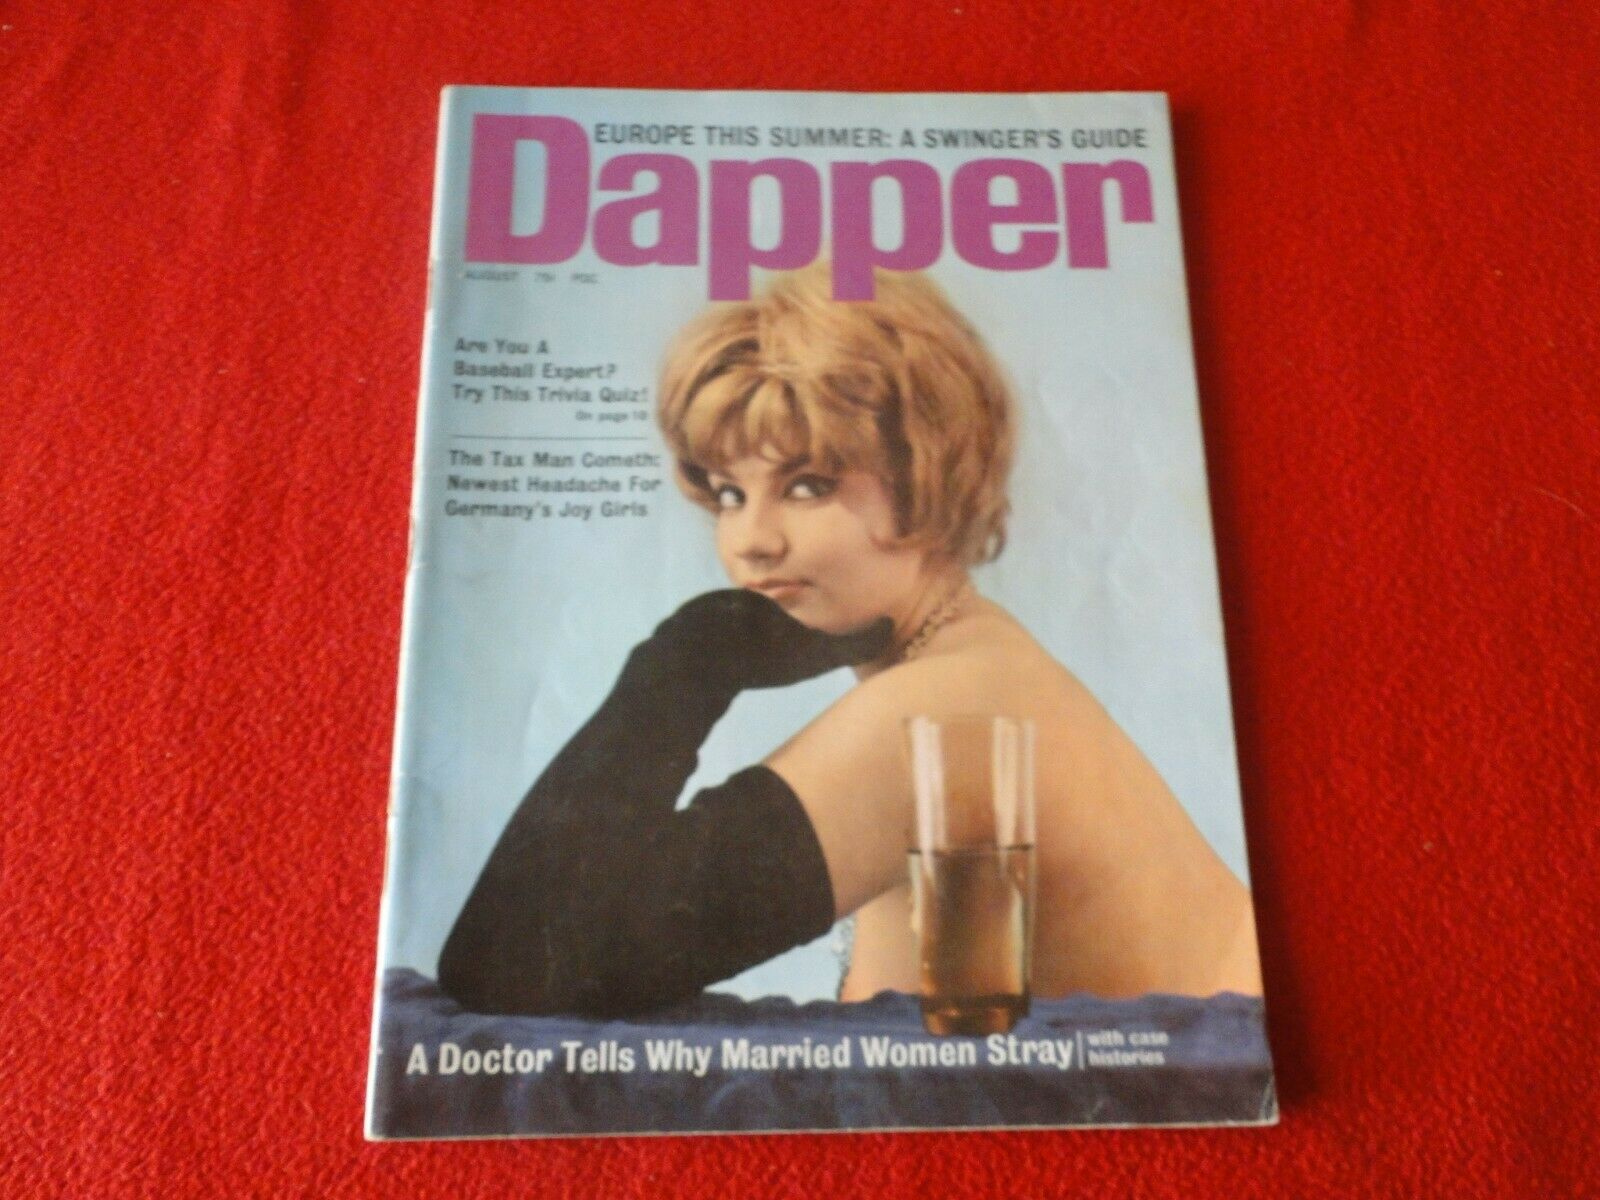 EUROPE THIS SUMMER: A SWINGER'S GUIDE
Dapper
AUGUST 75¢ PDC
Are You A
Baseball Expert?
Try This Trivia Quiz!
On page 10
The Tax Man Cometh:
Newest Headache For
Germany's Joy Girls
A Doctor Tells Why Married Women Stray
with case
histories